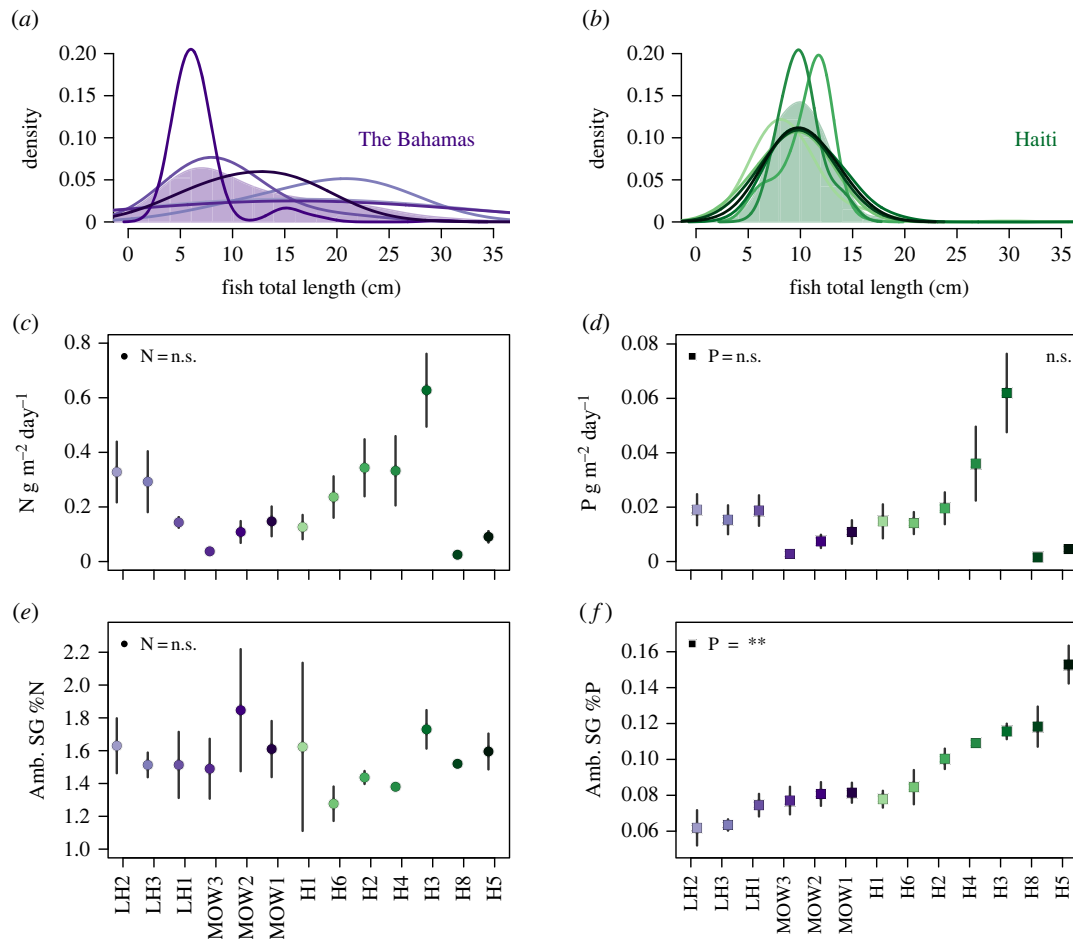 (a)
0.20
0.15
0.10
0.05
0
density
The Bahamas
0 5 10 15 20 25 30 35
fish total length (cm)
(b)
0.20
0.15
0.10
0.05
0
density
Haiti
0 5 10 15 20 25 30 35
fish total length (cm)
(c)
N = n.s.
0.8
0.6
0.4
0.2
0
N g m⁻² day⁻¹
(d)
P = n.s.
n.s.
0.08
0.06
0.04
0.02
0
P g m⁻² day⁻¹
(e)
N = n.s.
2.2
2.0
1.8
1.6
1.4
1.2
1.0
Amb. SG %N
LH2 LH3 LH1 MOW3 MOW2 MOW1 H1 H6 H2 H4 H3 H8 H5
(f)
P = **
0.16
0.14
0.12
0.10
0.08
0.06
Amb. SG %P
LH2 LH3 LH1 MOW3 MOW2 MOW1 H1 H6 H2 H4 H3 H8 H5